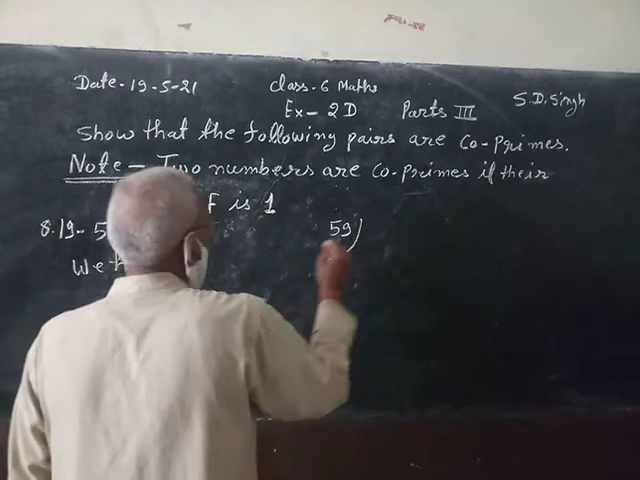 Date-19-5-21 Class-6 Maths S.D. Singh
Ex-2D Parts III
Show that the following pairs are Co-primes.
Note - Two numbers are Co-primes if their
F is 1
8.19- 5 59)
We